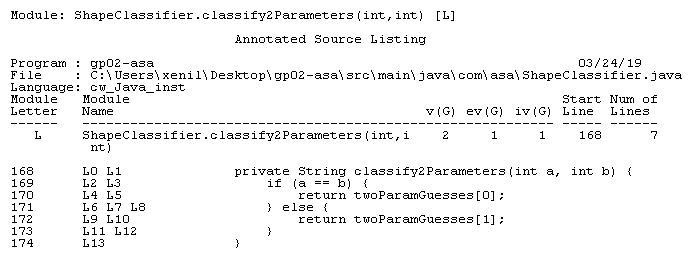 Module: ShapeClassifier.classify2Parameters(int,int) [L]
Annotated Source Listing
Program : gp02-asa 03/24/19
File : C:\Users\xenil\Desktop\gp02-asa\src\main\java\com\asa\ShapeClassifier.java
Language: cw_Java_inst
Module Module Start Num of
Letter Name v(G) ev(G) iv(G) Line Lines
------ ------ ---- ----- ----- ----- ------
L ShapeClassifier.classify2Parameters(int,i 2 1 1 168 7
nt)
168 L0 L1 private String classify2Parameters(int a, int b) {
169 L2 L3 if (a == b) {
170 L4 L5 return twoParamGuesses[0];
171 L6 L7 L8 } else {
172 L9 L10 return twoParamGuesses[1];
173 L11 L12 }
174 L13 }